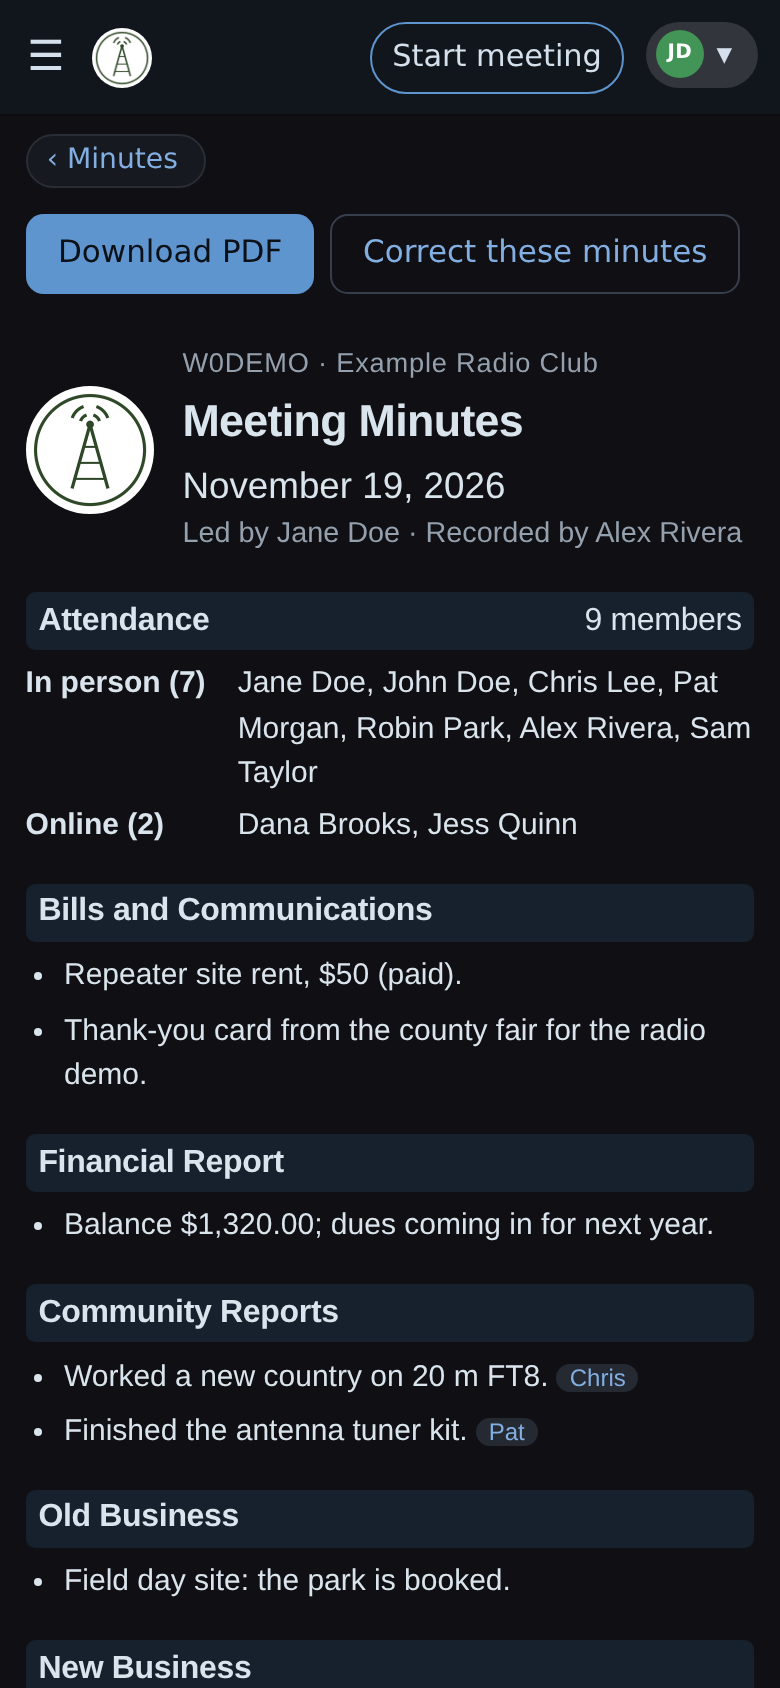 ☰ Start meeting JD ▼
‹ Minutes
Download PDF Correct these minutes
W0DEMO · Example Radio Club
Meeting Minutes
November 19, 2026
Led by Jane Doe · Recorded by Alex Rivera
Attendance 9 members
In person (7) Jane Doe, John Doe, Chris Lee, Pat
Morgan, Robin Park, Alex Rivera, Sam
Taylor
Online (2) Dana Brooks, Jess Quinn
Bills and Communications
• Repeater site rent, $50 (paid).
• Thank-you card from the county fair for the radio
demo.
Financial Report
• Balance $1,320.00; dues coming in for next year.
Community Reports
• Worked a new country on 20 m FT8. Chris
• Finished the antenna tuner kit. Pat
Old Business
• Field day site: the park is booked.
New Business